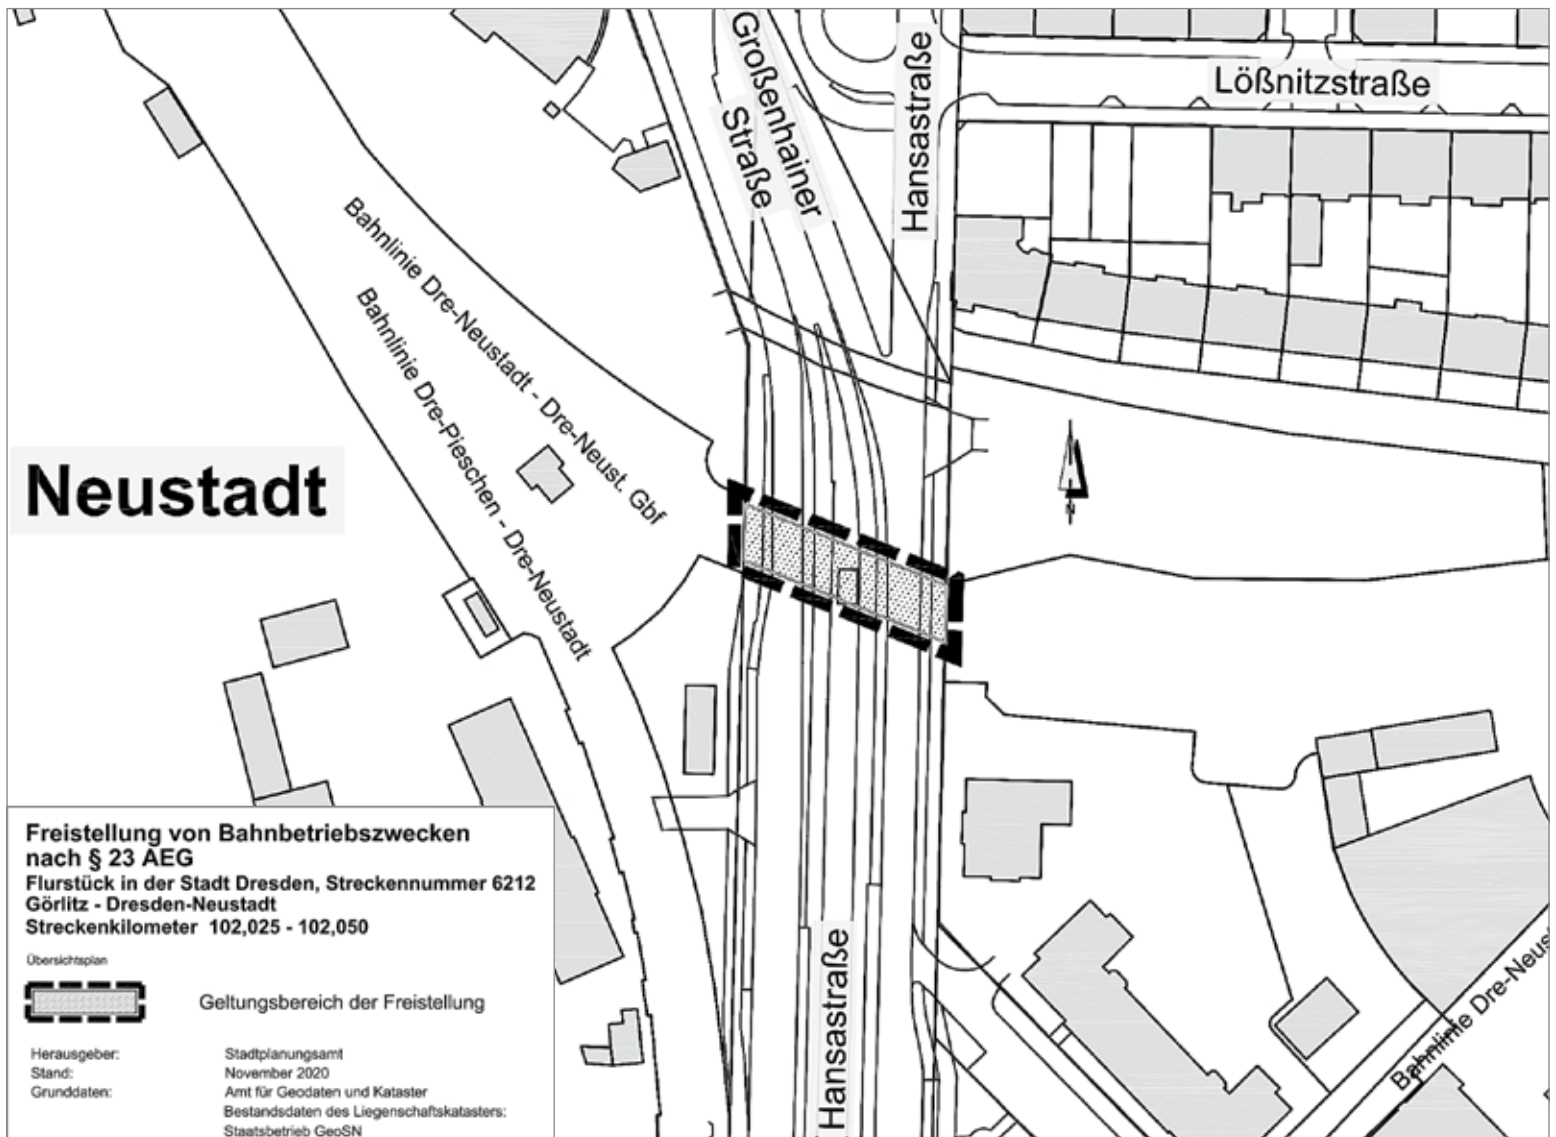 Großenhainer
Straße
Hansastraße
Lößnitzstraße
Bahnlinie Dre-Neustadt - Dre-Neust. Gbf
Bahnlinie Dre-Pieschen - Dre-Neustadt
Neustadt
N
Hansastraße
Bahnlinie Dre-Neust
Freistellung von Bahnbetriebszwecken
nach § 23 AEG
Flurstück in der Stadt Dresden, Streckennummer 6212
Görlitz - Dresden-Neustadt
Streckenkilometer 102,025 - 102,050
Übersichtsplan
Geltungsbereich der Freistellung
Herausgeber: Stadtplanungsamt
Stand: November 2020
Grunddaten: Amt für Geodaten und Kataster
Bestandsdaten des Liegenschaftskatasters:
Staatsbetrieb GeoSN